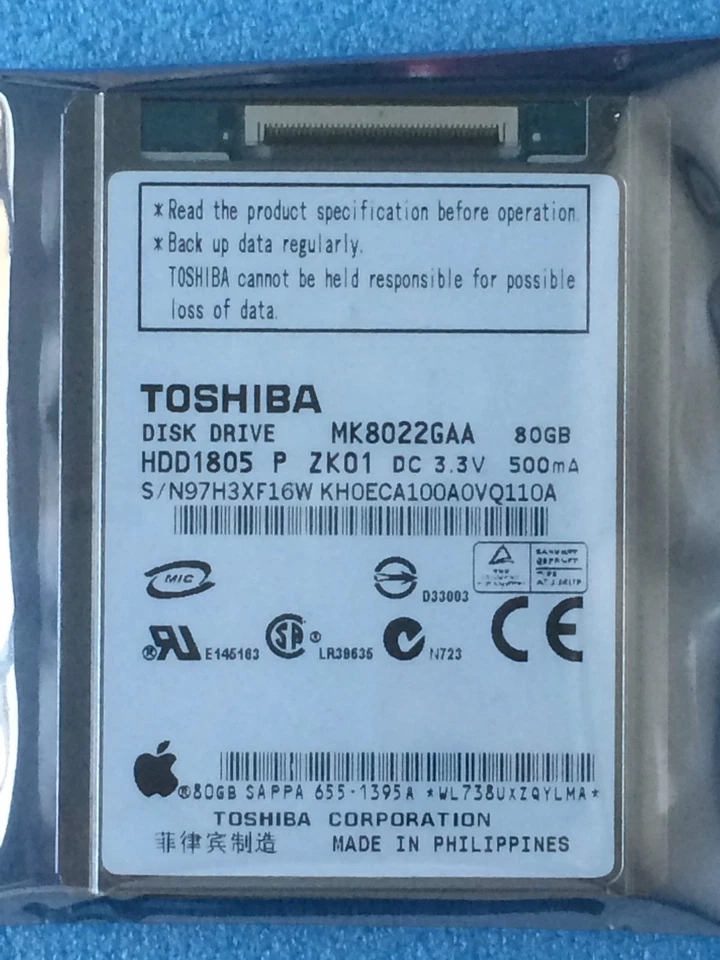 * Read the product specification before operation.
* Back up data regularly.
TOSHIBA cannot be held responsible for possible
loss of data.
TOSHIBA
DISK DRIVE MK8022GAA 80GB
HDD1805 P ZK01 DC 3.3V 500mA
S/N97H3XF16W KH0ECA100A0VQ110A
MIC
D33003
® E145163 SA ® LR39635 N723 CE
®80GB SAPPA 655-1395A *WL738UXZQYLMA*
TOSHIBA CORPORATION
菲律宾制造 MADE IN PHILIPPINES